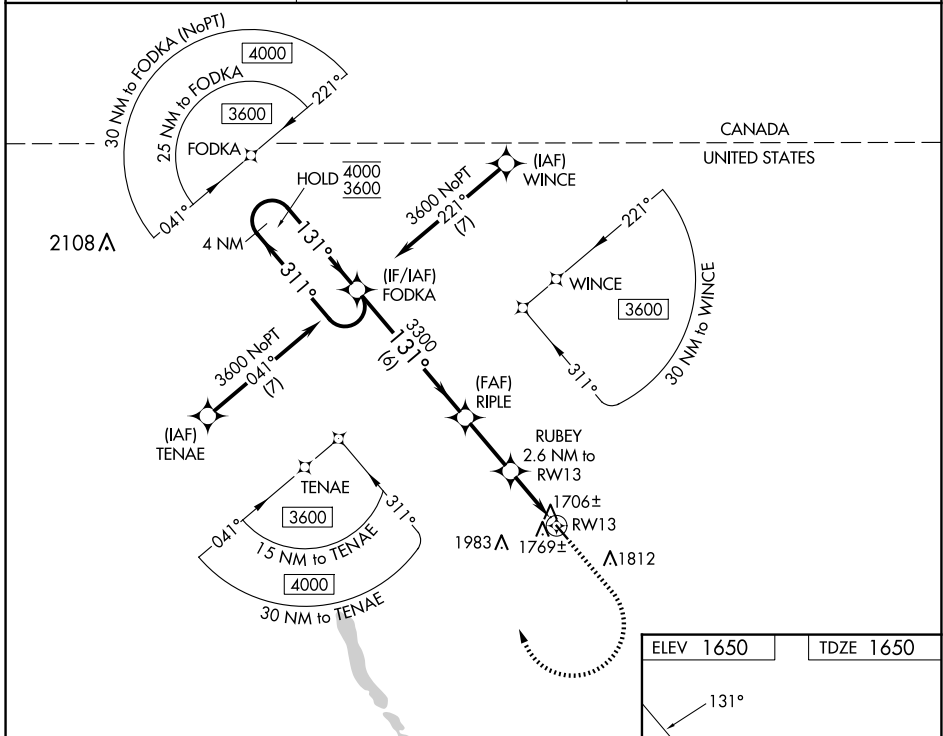 30 NM to FODKA (NoPT)
4000
25 NM to FODKA
3600
221°
FODKA
041°
CANADA
UNITED STATES
HOLD 4000
3600
(IAF)
WINCE
3600 NoPT
221°
(7)
2108
4 NM
131°
311°
(IF/IAF)
FODKA
221°
WINCE
3600
30 NM to WINCE
311°
3300
131°
(6)
3600 NoPT
041°
(7)
(IAF)
TENAE
(FAF)
RIPLE
RUBEY
2.6 NM to
RW13
TENAE
041°
3600
311°
15 NM to TENAE
4000
30 NM to TENAE
1706±
RW13
1983
1769±
1812
ELEV 1650
TDZE 1650
131°